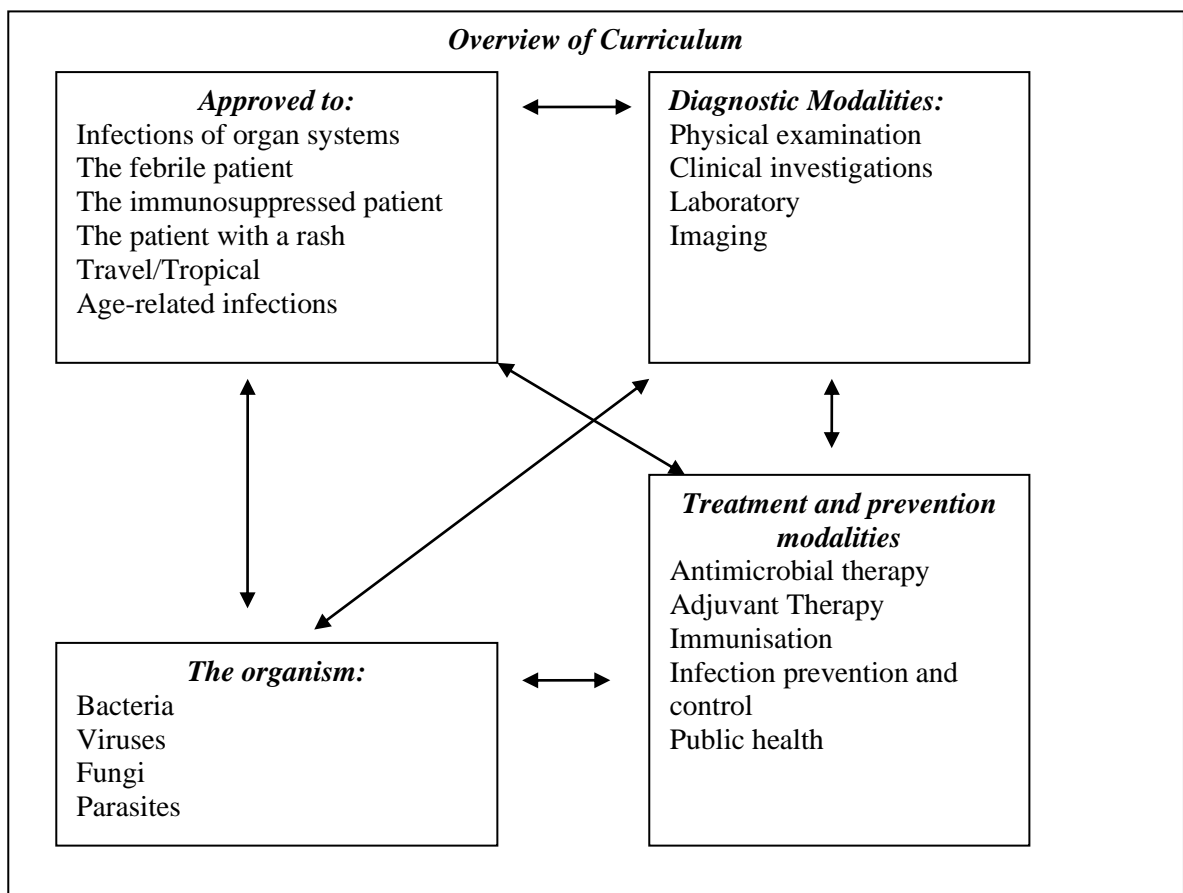 Overview of Curriculum
Approved to:
Infections of organ systems
The febrile patient
The immunosuppressed patient
The patient with a rash
Travel/Tropical
Age-related infections
Diagnostic Modalities:
Physical examination
Clinical investigations
Laboratory
Imaging
The organism:
Bacteria
Viruses
Fungi
Parasites
Treatment and prevention
modalities
Antimicrobial therapy
Adjuvant Therapy
Immunisation
Infection prevention and
control
Public health